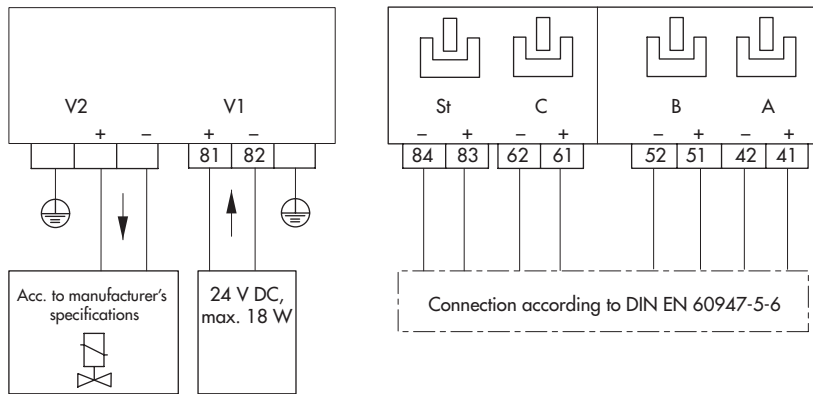 V2 V1
+ − + −
81 82
Acc. to manufacturer's
specifications
24 V DC,
max. 18 W
St C B A
− + − + − + − +
84 83 62 61 52 51 42 41
Connection according to DIN EN 60947-5-6